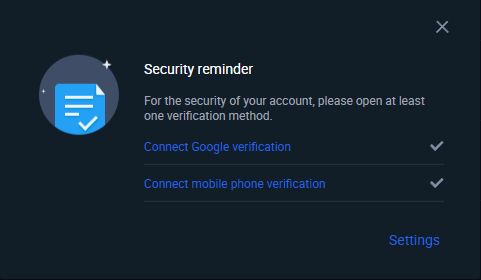 Security reminder
For the security of your account, please open at least
one verification method.
Connect Google verification
Connect mobile phone verification
Settings